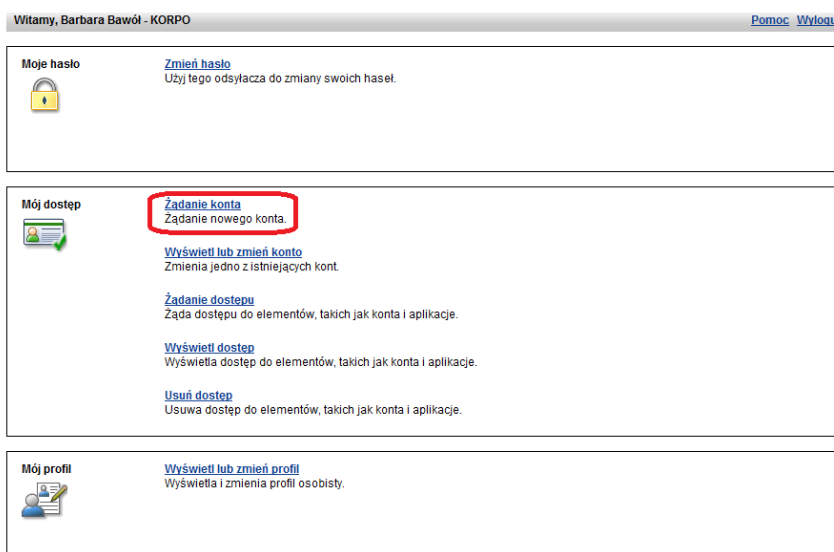 Witamy, Barbara Bawół - KORPO
Pomoc
Moje hasło
Zmień hasło
Użyj tego odsyłacza do zmiany swoich haseł.
Mój dostęp
Żądanie konta
Żądanie nowego konta.
Wyświetl lub zmień konto
Zmienia jedno z istniejących kont.
Żądanie dostępu
Żąda dostępu do elementów, takich jak konta i aplikacje.
Wyświetl dostęp
Wyświetla dostęp do elementów, takich jak konta i aplikacje.
Usuń dostęp
Usuwa dostęp do elementów, takich jak konta i aplikacje.
Mój profil
Wyświetl lub zmień profil
Wyświetla i zmienia profil osobisty.